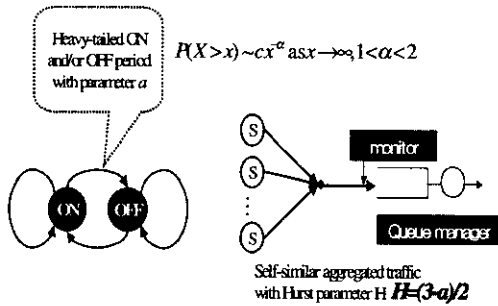 Heavy-tailed ON
and/or OFF period
with parameter a
P(X>x)~cx^-α as x→∞, 1<α<2
S
S
⋮
S
monitor
ON
OFF
Queue manager
Self-similar aggregated traffic
with Hurst parameter H H=(3-a)/2